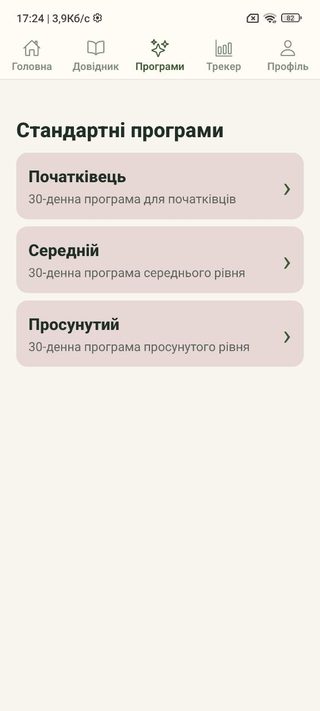 17:24 | 3,9Кб/с
82
Головна Довідник Програми Трекер Профіль
Стандартні програми
Початківець
30-денна програма для початківців
Середній
30-денна програма середнього рівня
Просунутий
30-денна програма просунутого рівня